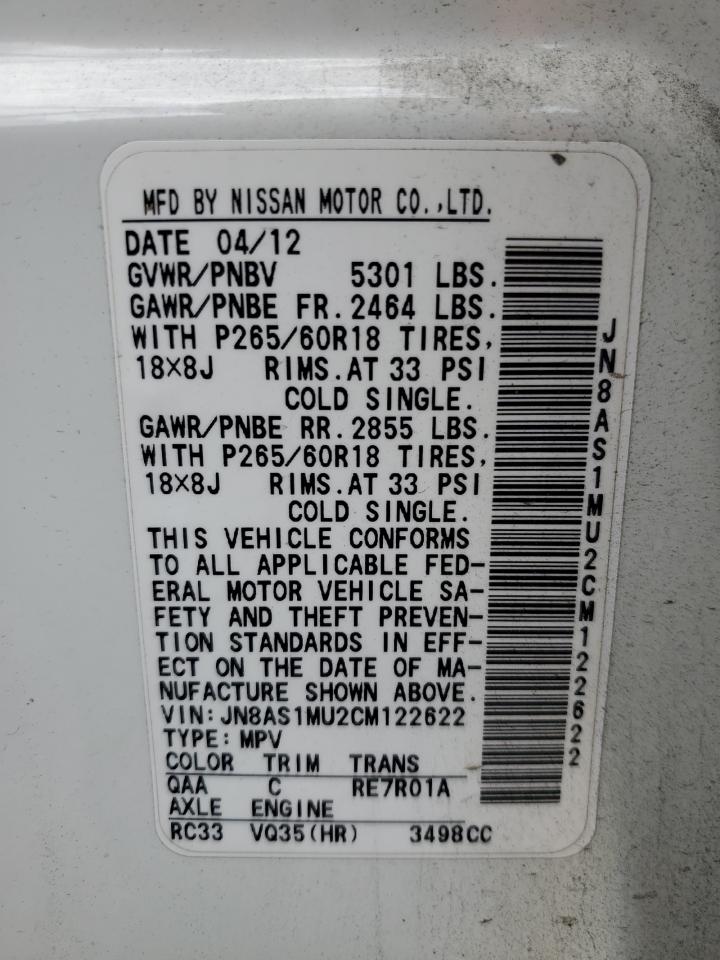 MFD BY NISSAN MOTOR CO.,LTD.
DATE 04/12
GVWR/PNBV 5301 LBS.
GAWR/PNBE FR. 2464 LBS.
WITH P265/60R18 TIRES,
18×8J RIMS.AT 33 PSI
COLD SINGLE.
GAWR/PNBE RR. 2855 LBS.
WITH P265/60R18 TIRES,
18×8J RIMS.AT 33 PSI
COLD SINGLE.
THIS VEHICLE CONFORMS
TO ALL APPLICABLE FED-
ERAL MOTOR VEHICLE SA-
FETY AND THEFT PREVEN-
TION STANDARDS IN EFF-
ECT ON THE DATE OF MA-
NUFACTURE SHOWN ABOVE.
VIN:JN8AS1MU2CM122622
TYPE:MPV
COLOR TRIM TRANS
QAA C RE7R01A
AXLE ENGINE
RC33 VQ35(HR) 3498CC
JN8AS1MU2CM122622